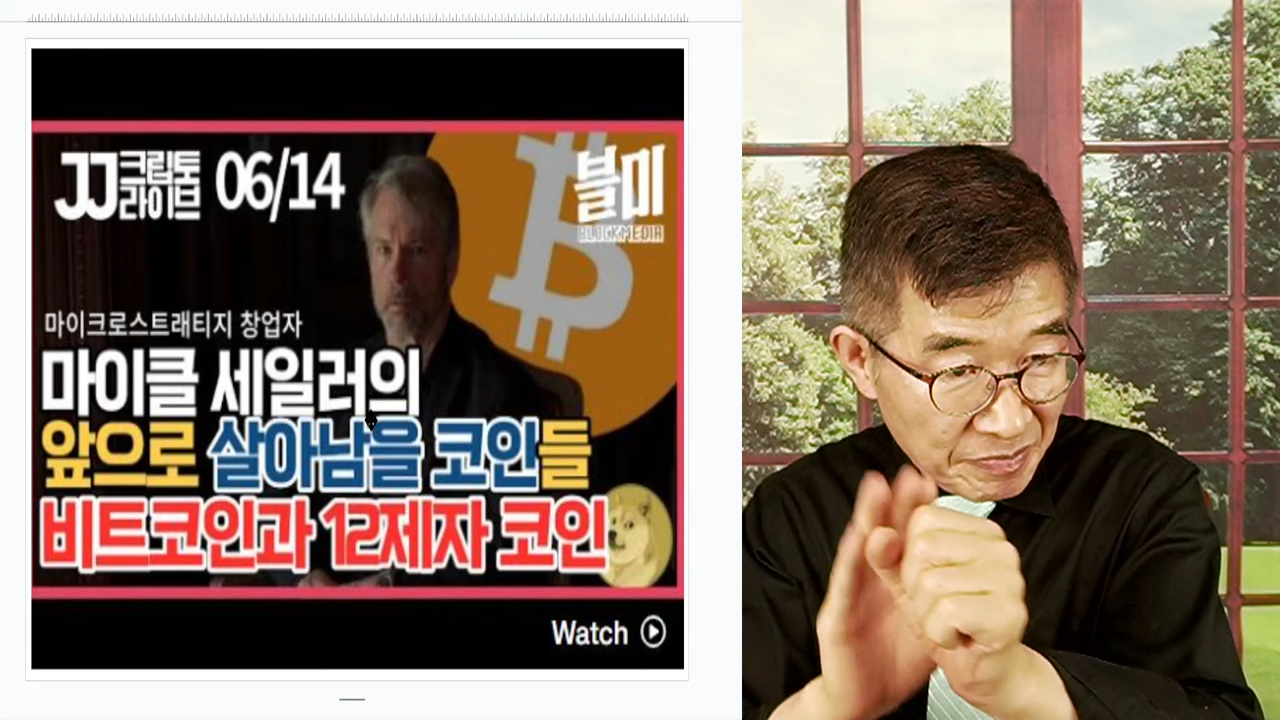 JJ 크립토 라이브 06/14
블미
BLOCKMEDIA
마이크로스트래티지 창업자
마이클 세일러의
앞으로 살아남을 코인들
비트코인과 12제자 코인
Watch